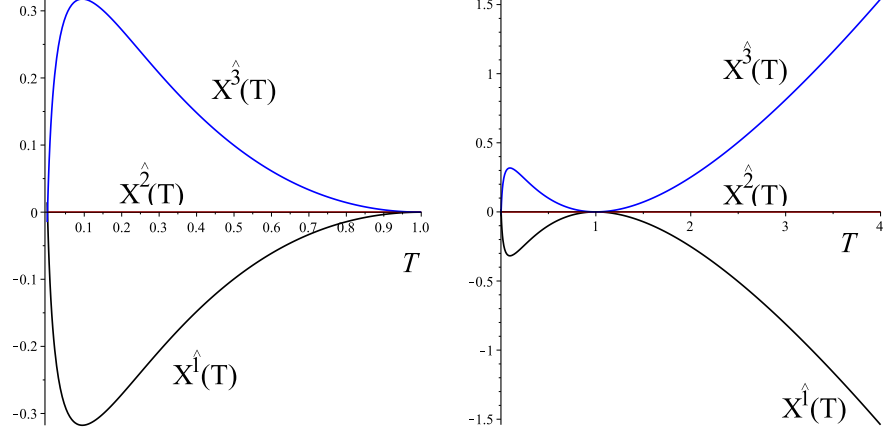 0.3
0.2
0.1
0
-0.1
-0.2
-0.3
0.1 0.2 0.3 0.4 0.5 0.6 0.7 0.8 0.9 1.0
T
X^3̂(T)
X^2̂(T)
X^1̂(T)
1.5
1
0.5
0
-0.5
-1
-1.5
1 2 3 4
T
X^3̂(T)
X^2̂(T)
X^1̂(T)